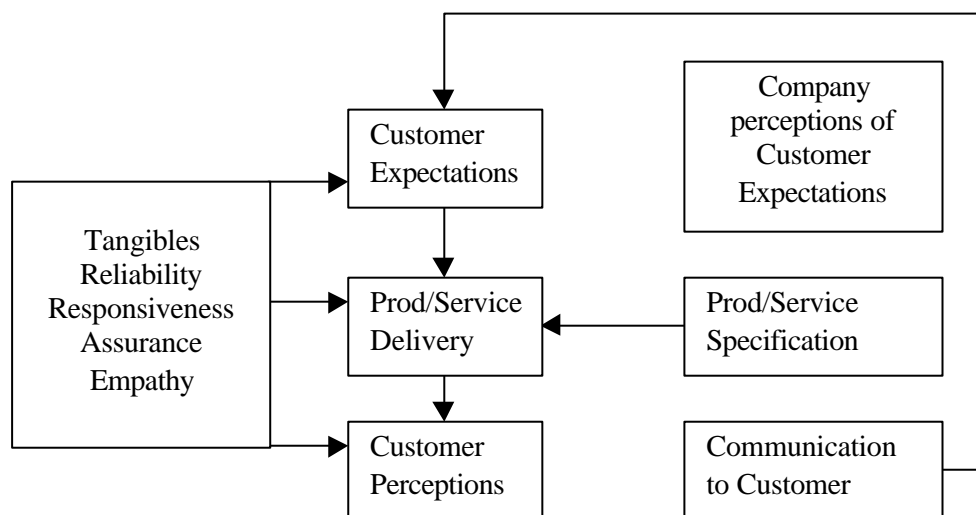 Customer
Expectations
Company
perceptions of
Customer
Expectations
Tangibles
Reliability
Responsiveness
Assurance
Empathy
Prod/Service
Delivery
Prod/Service
Specification
Customer
Perceptions
Communication
to Customer